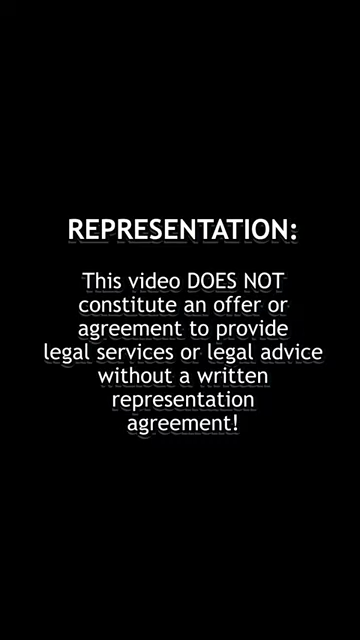 REPRESENTATION:
This video DOES NOT
constitute an offer or
agreement to provide
legal services or legal advice
without a written
representation
agreement!